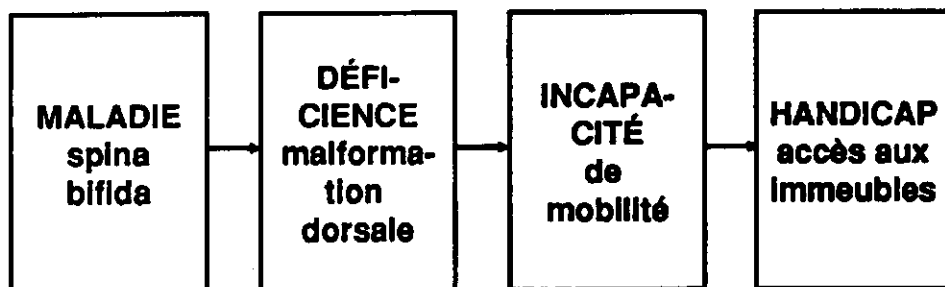 MALADIE
spina
bifida
DÉFI-
CIENCE
malforma-
tion
dorsale
INCAPA-
CITÉ
de
mobilité
HANDICAP
accès aux
immeubles